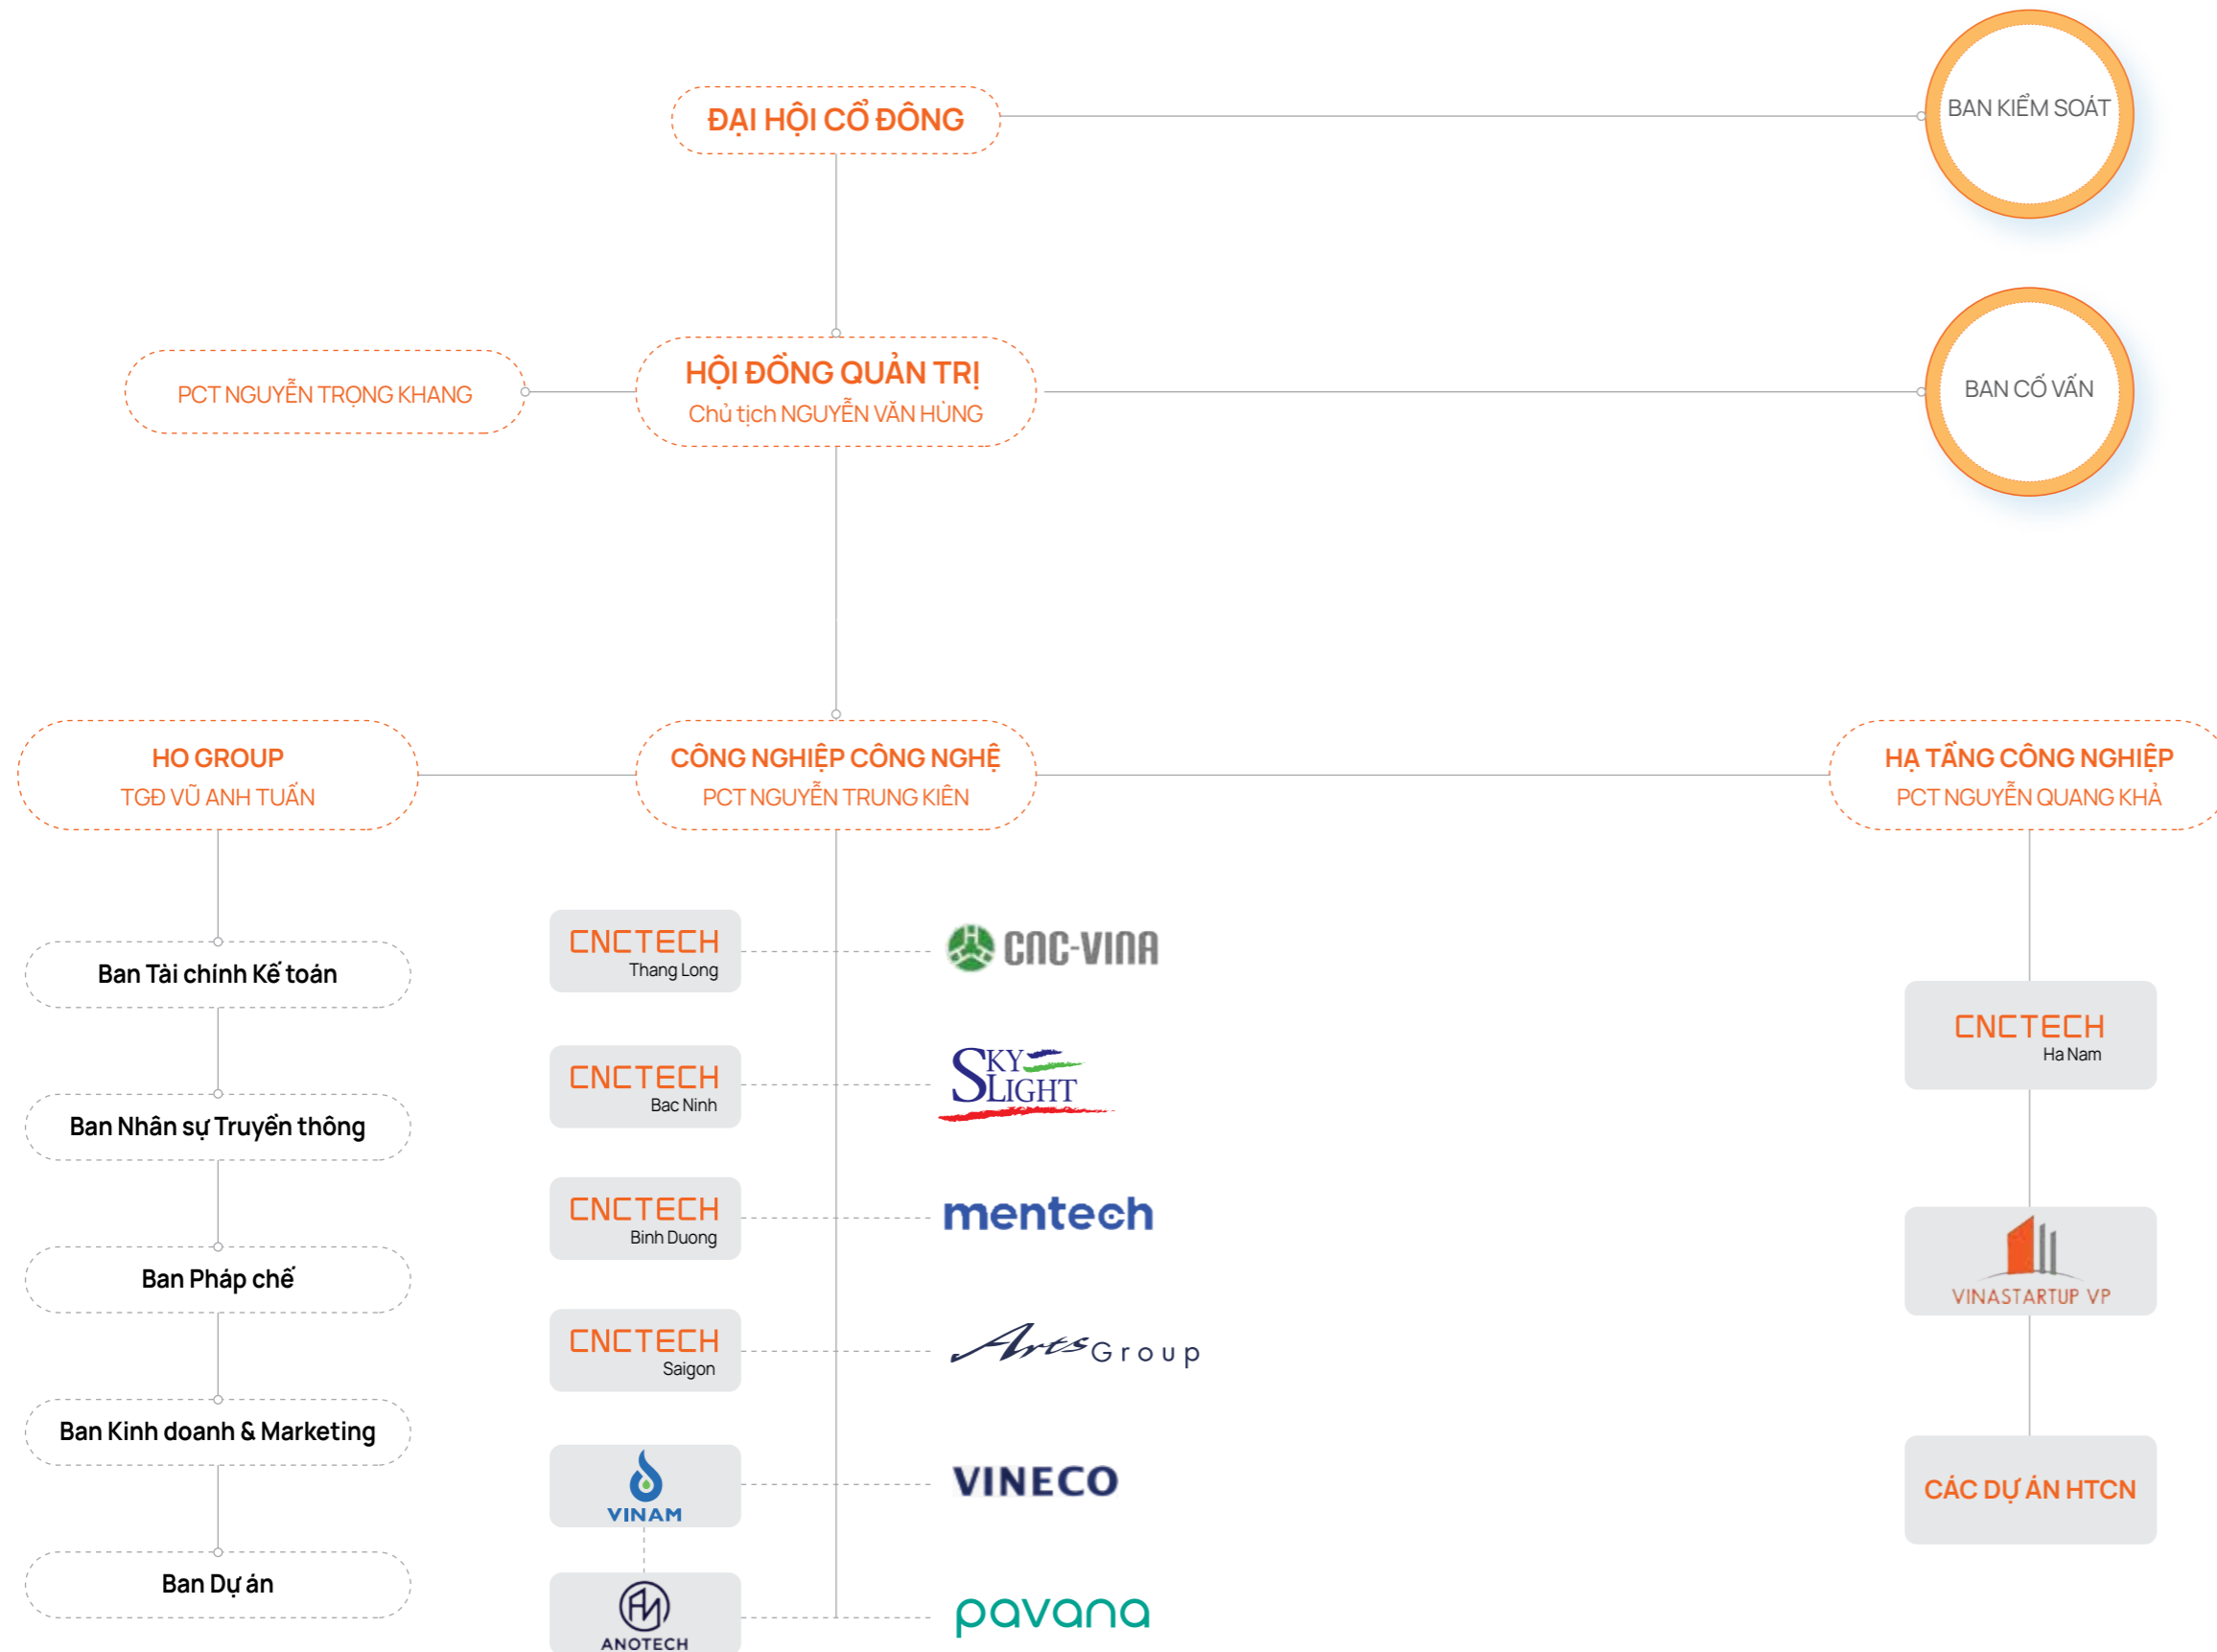 ĐẠI HỘI CỔ ĐÔNG
BAN KIỂM SOÁT
PCT NGUYỄN TRỌNG KHANG
HỘI ĐỒNG QUẢN TRỊ
Chủ tịch NGUYỄN VĂN HÙNG
BAN CỐ VẤN
HO GROUP
TGĐ VŨ ANH TUẤN
CÔNG NGHIỆP CÔNG NGHỆ
PCT NGUYỄN TRUNG KIÊN
HẠ TẦNG CÔNG NGHIỆP
PCT NGUYỄN QUANG KHẢ
Ban Tài chinh Kế toán
Ban Nhân sự Truyền thông
Ban Pháp chế
Ban Kinh doanh & Marketing
Ban Dự án
CNCTECH
Thang Long
CNC-VINA
CNCTECH
Bac Ninh
SKY
LIGHT
CNCTECH
Binh Duong
mentech
CNCTECH
Saigon
Arts Group
VINAM
VINECO
ANOTECH
pavana
CNCTECH
Ha Nam
VINASTARTUP VP
CÁC DỰ ÁN HTCN